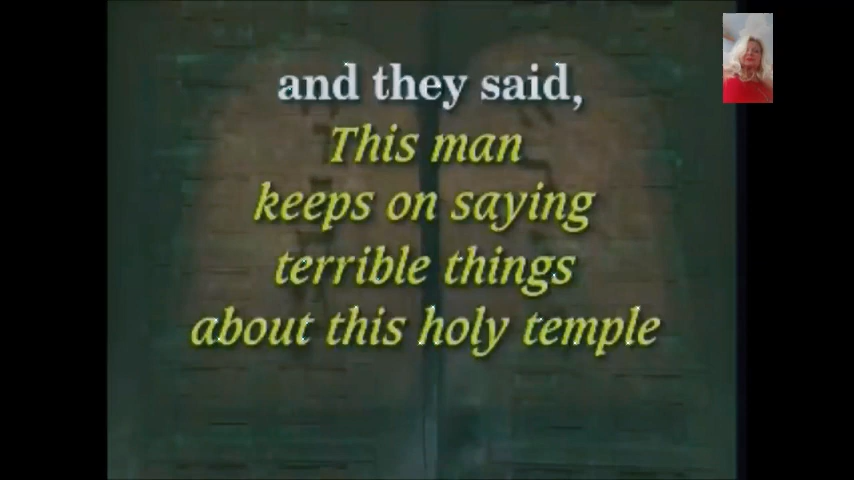 and they said,
This man
keeps on saying
terrible things
about this holy temple